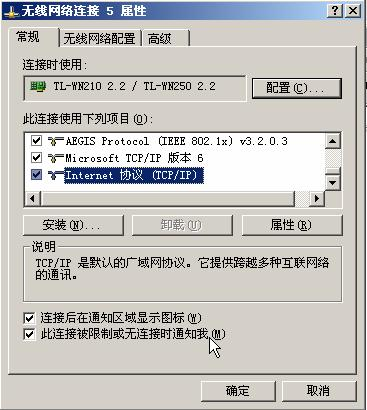 无线网络连接 5 属性
常规 无线网络配置 高级
连接时使用:
TL-WN210 2.2 / TL-WN250 2.2 配置(C)...
此连接使用下列项目(O):
AEGIS Protocol (IEEE 802.1x) v3.2.0.3
Microsoft TCP/IP 版本 6
Internet 协议 (TCP/IP)
安装(N)... 卸载(U) 属性(R)
说明
TCP/IP 是默认的广域网协议。它提供跨越多种互联网络
的通讯。
连接后在通知区域显示图标(W)
此连接被限制或无连接时通知我(M)
确定 取消